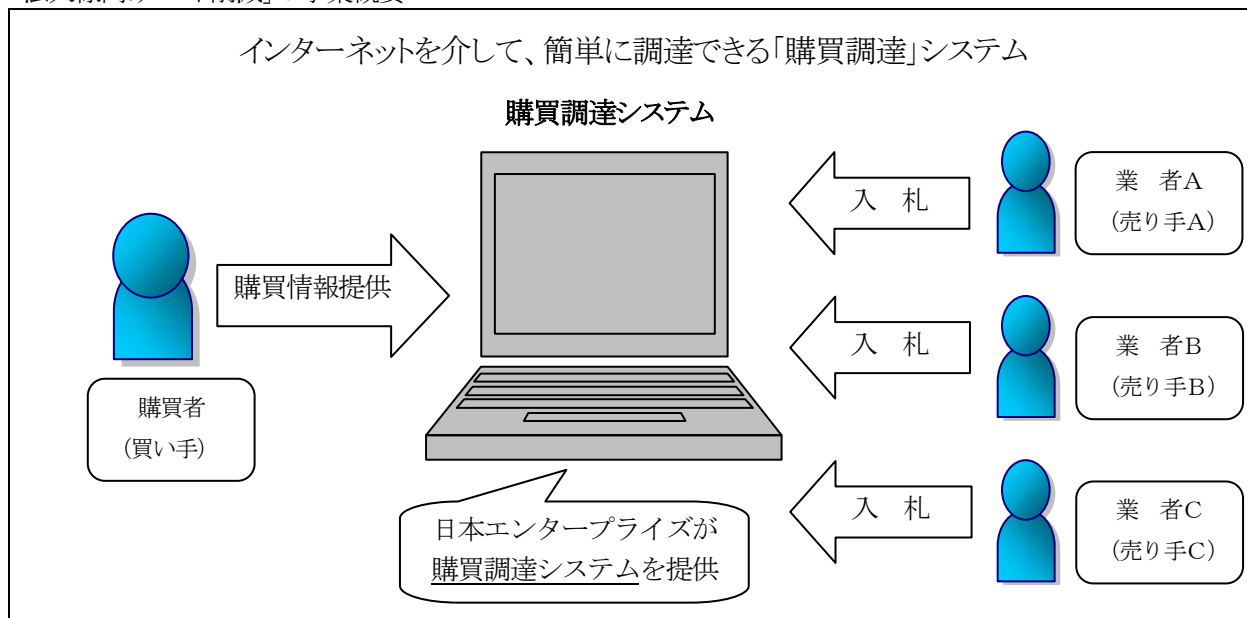 インターネットを介して、簡単に調達できる「購買調達」システム
購買調達システム
購買情報提供
購買者
(買い手)
入 札
業 者A
(売り手A)
入 札
業 者B
(売り手B)
入 札
業 者C
(売り手C)
日本エンタープライズが
購買調達システムを提供